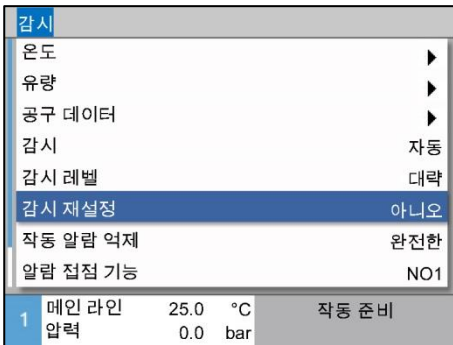 감시
온도
유량
공구 데이터
감시 자동
감시 레벨 대략
감시 재설정 아니오
작동 알람 억제 완전한
알람 접점 기능 NO1
1 메인 라인 25.0 °C 작동 준비
압력 0.0 bar